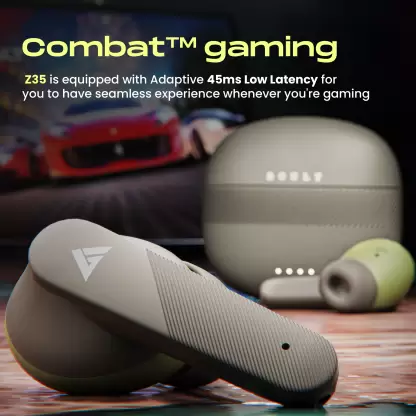 Combat™ gaming
Z35 is equipped with Adaptive 45ms Low Latency for
you to have seamless experience whenever you're gaming
BOULT